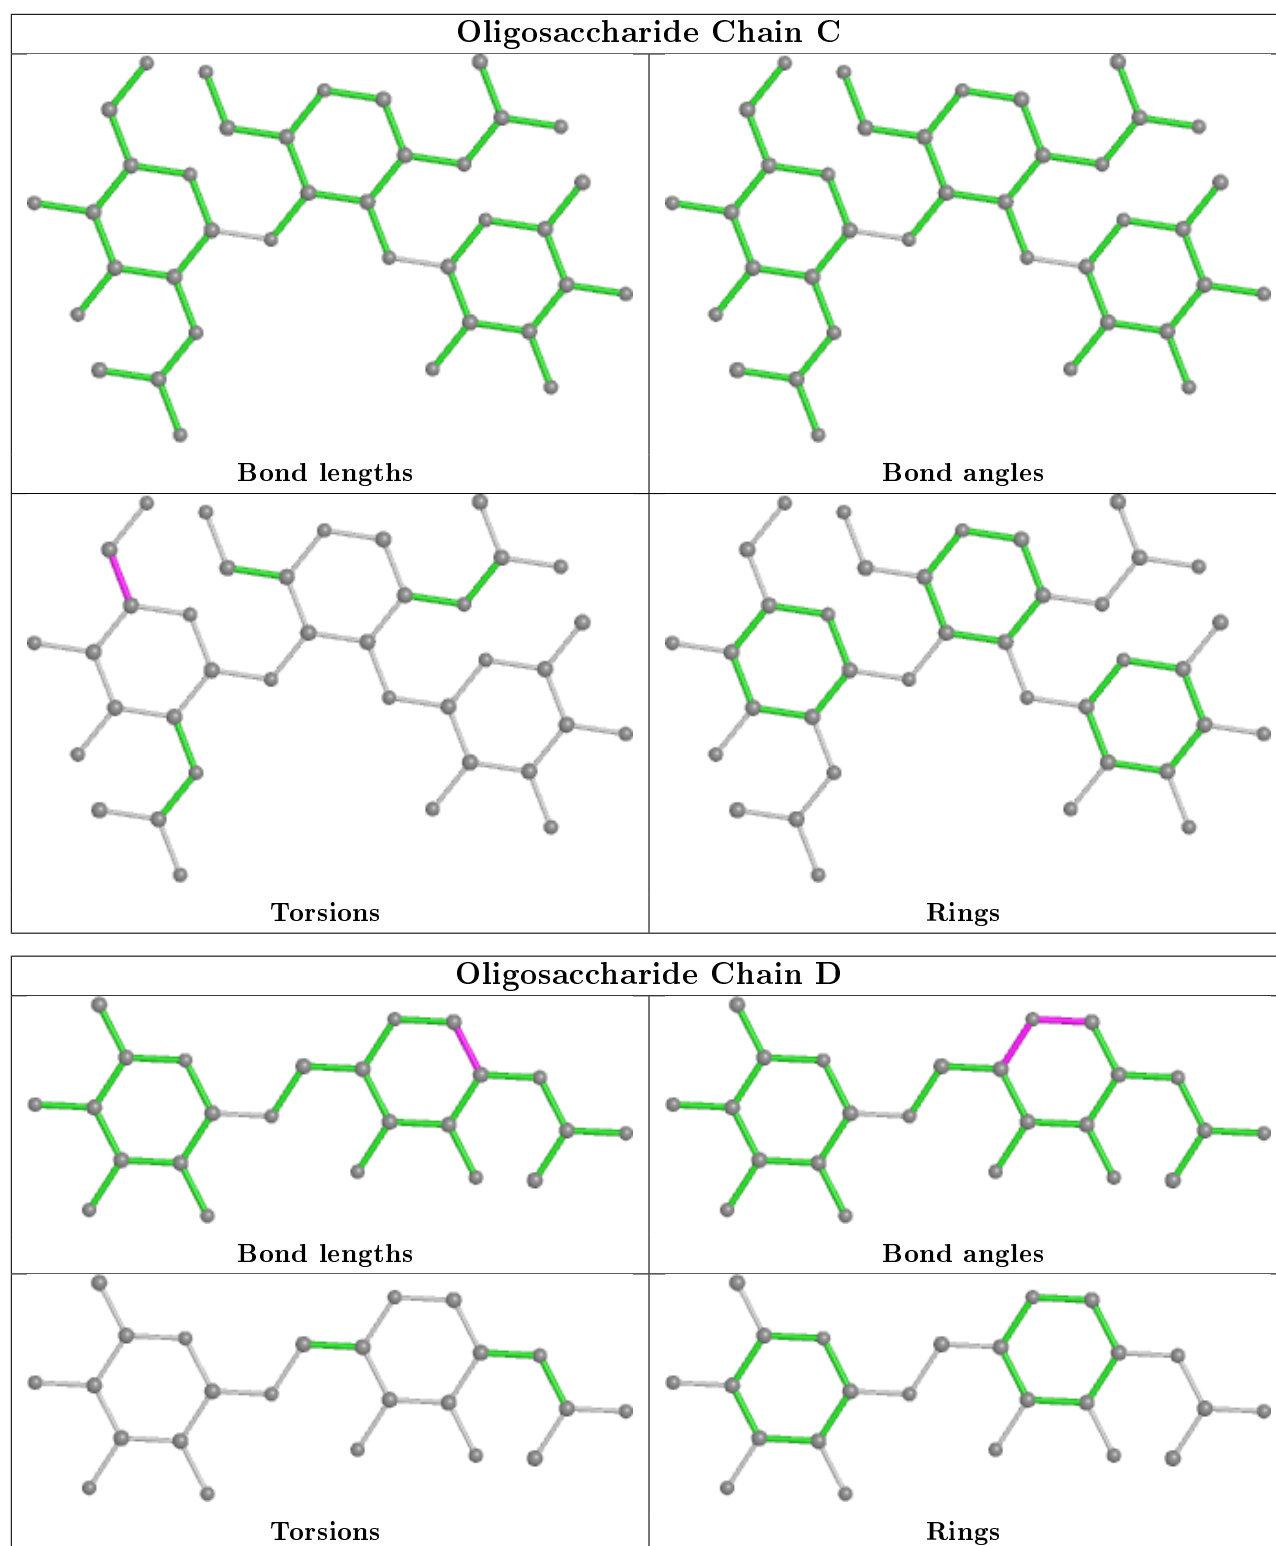 Oligosaccharide Chain C
Bond lengths
Bond angles
Torsions
Rings
Oligosaccharide Chain D
Bond lengths
Bond angles
Torsions
Rings